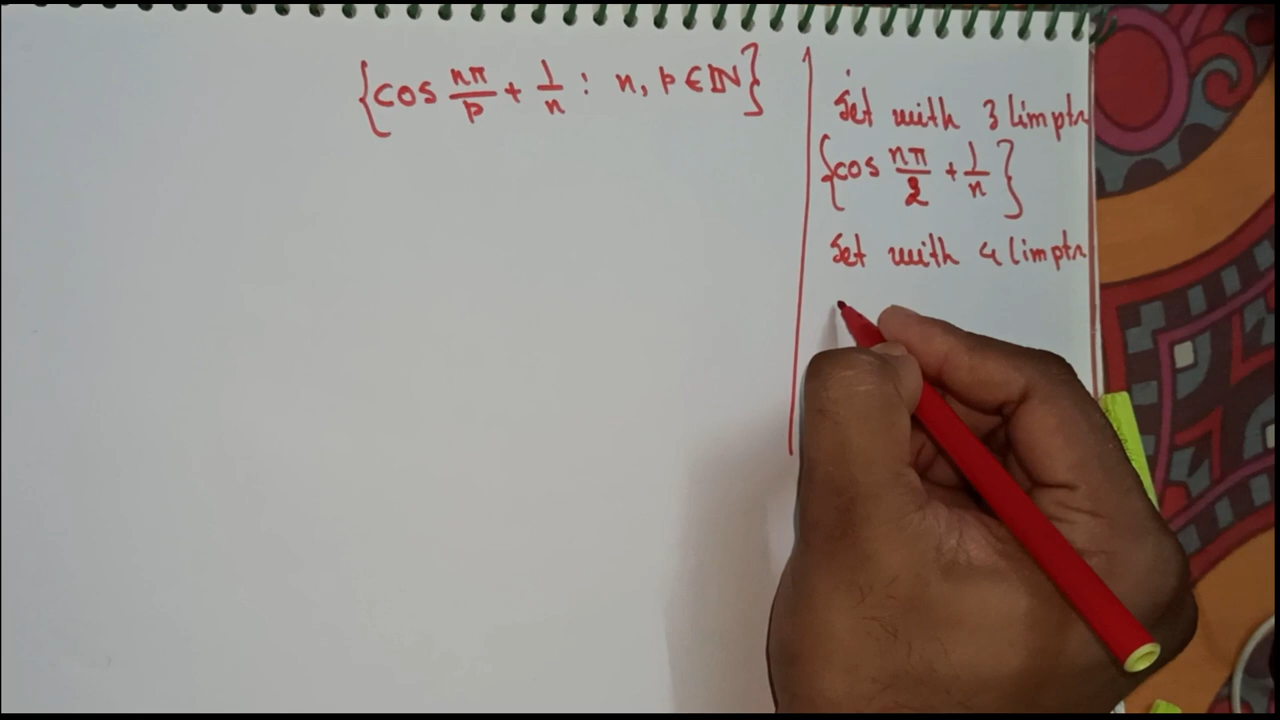 {cos nπ/p + 1/n : n, p ∈ ℕ}
Set with 3 limpts
{cos nπ/2 + 1/n}
Set with 4 limpts